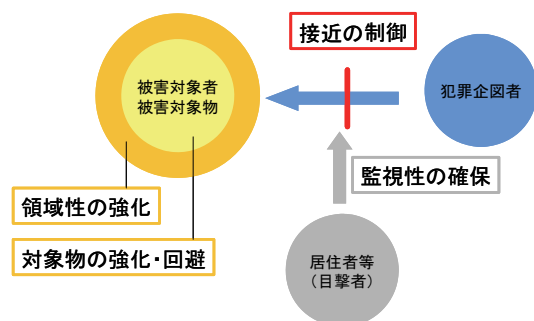 接近の制御
被害対象者
被害対象物
犯罪企図者
監視性の確保
領域性の強化
対象物の強化・回避
居住者等
（目撃者）